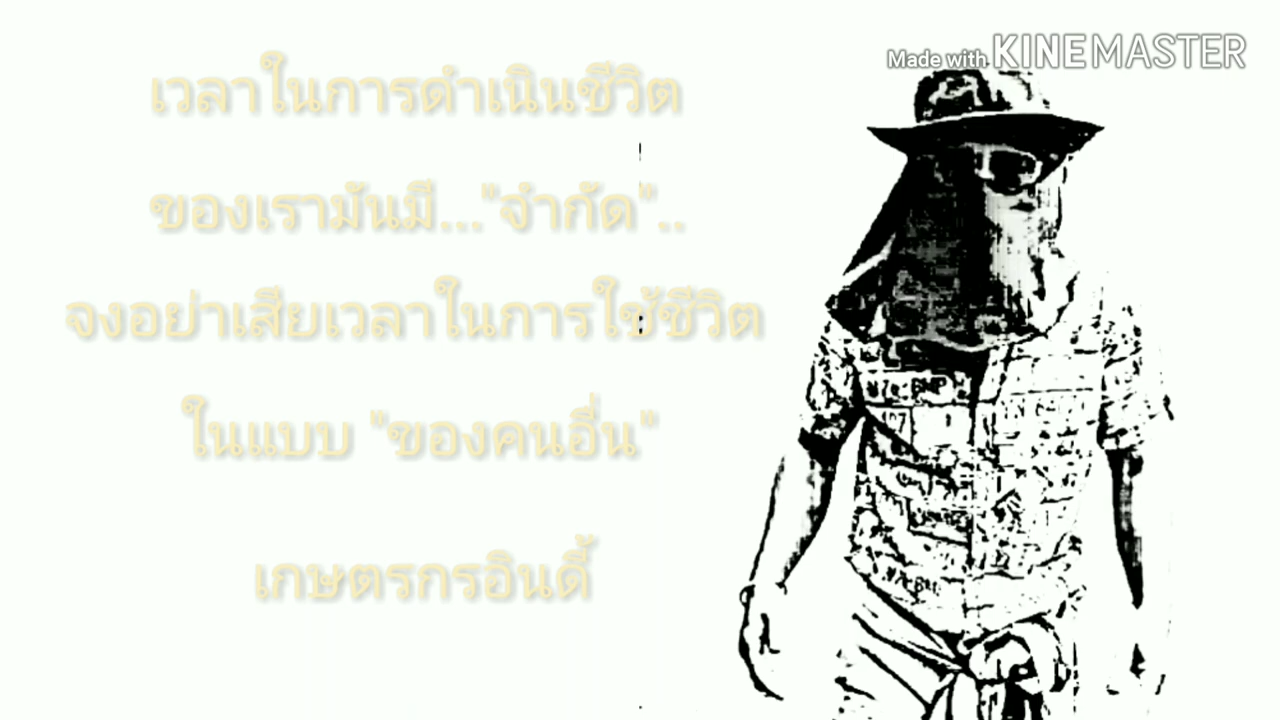 Made with KINEMASTER
เวลาในการดำเนินชีวิต
ของเรามันมี..."จำกัด"..
จงอย่าเสียเวลาในการใช้ชีวิต
ในแบบ "ของคนอื่น"
เกษตรกรอินดี้